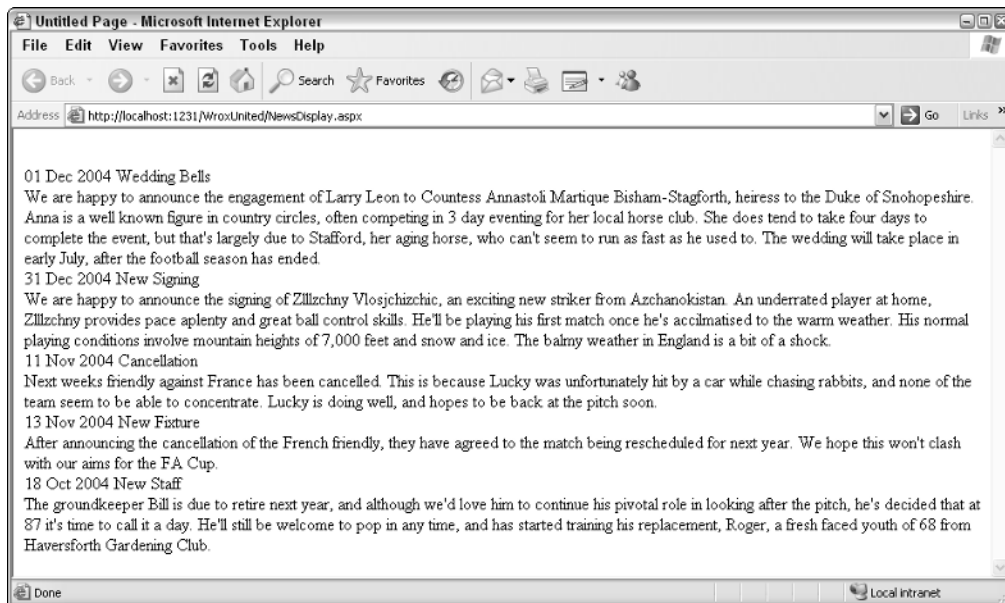 Untitled Page - Microsoft Internet Explorer
File Edit View Favorites Tools Help
Back Search Favorites
Address http://localhost:1231/WroxUnited/NewsDisplay.aspx Go Links »
01 Dec 2004 Wedding Bells
We are happy to announce the engagement of Larry Leon to Countess Annastoli Martique Bisham-Stagforth, heiress to the Duke of Snohopeshire.
Anna is a well known figure in country circles, often competing in 3 day eventing for her local horse club. She does tend to take four days to
complete the event, but that's largely due to Stafford, her aging horse, who can't seem to run as fast as he used to. The wedding will take place in
early July, after the football season has ended.
31 Dec 2004 New Signing
We are happy to announce the signing of Zlllzchny Vlosjchizchic, an exciting new striker from Azchanokistan. An underrated player at home,
Zlllzchny provides pace aplenty and great ball control skills. He'll be playing his first match once he's accilmatised to the warm weather. His normal
playing conditions involve mountain heights of 7,000 feet and snow and ice. The balmy weather in England is a bit of a shock.
11 Nov 2004 Cancellation
Next weeks friendly against France has been cancelled. This is because Lucky was unfortunately hit by a car while chasing rabbits, and none of the
team seem to be able to concentrate. Lucky is doing well, and hopes to be back at the pitch soon.
13 Nov 2004 New Fixture
After announcing the cancellation of the French friendly, they have agreed to the match being rescheduled for next year. We hope this won't clash
with our aims for the FA Cup.
18 Oct 2004 New Staff
The groundkeeper Bill is due to retire next year, and although we'd love him to continue his pivotal role in looking after the pitch, he's decided that at
87 it's time to call it a day. He'll still be welcome to pop in any time, and has started training his replacement, Roger, a fresh faced youth of 68 from
Haversforth Gardening Club.
Done Local intranet